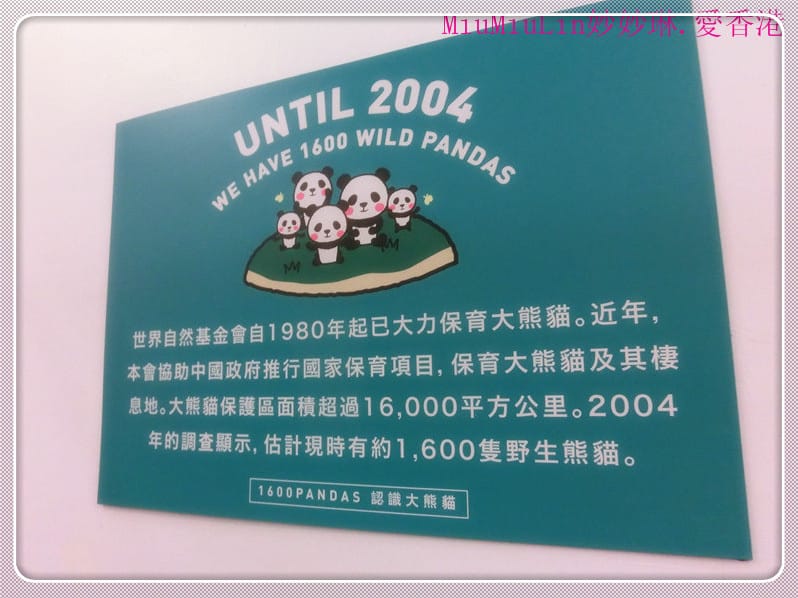 MiuMiuLin妙妙琳.愛香港
UNTIL 2004
WE HAVE 1600 WILD PANDAS
世界自然基金會自1980年起已大力保育大熊貓。近年,
本會協助中國政府推行國家保育項目, 保育大熊貓及其棲
息地。大熊貓保護區面積超過16,000平方公里。2004
年的調查顯示, 估計現時有約1,600隻野生熊貓。
1600PANDAS 認識大熊貓